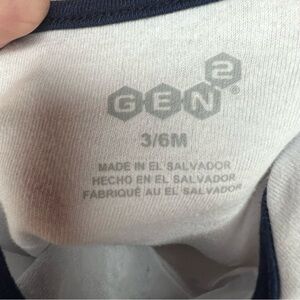 GEN2®
3/6M
MADE IN EL SALVADOR
HECHO EN EL SALVADOR
FABRIQUÉ AU EL SALVADOR